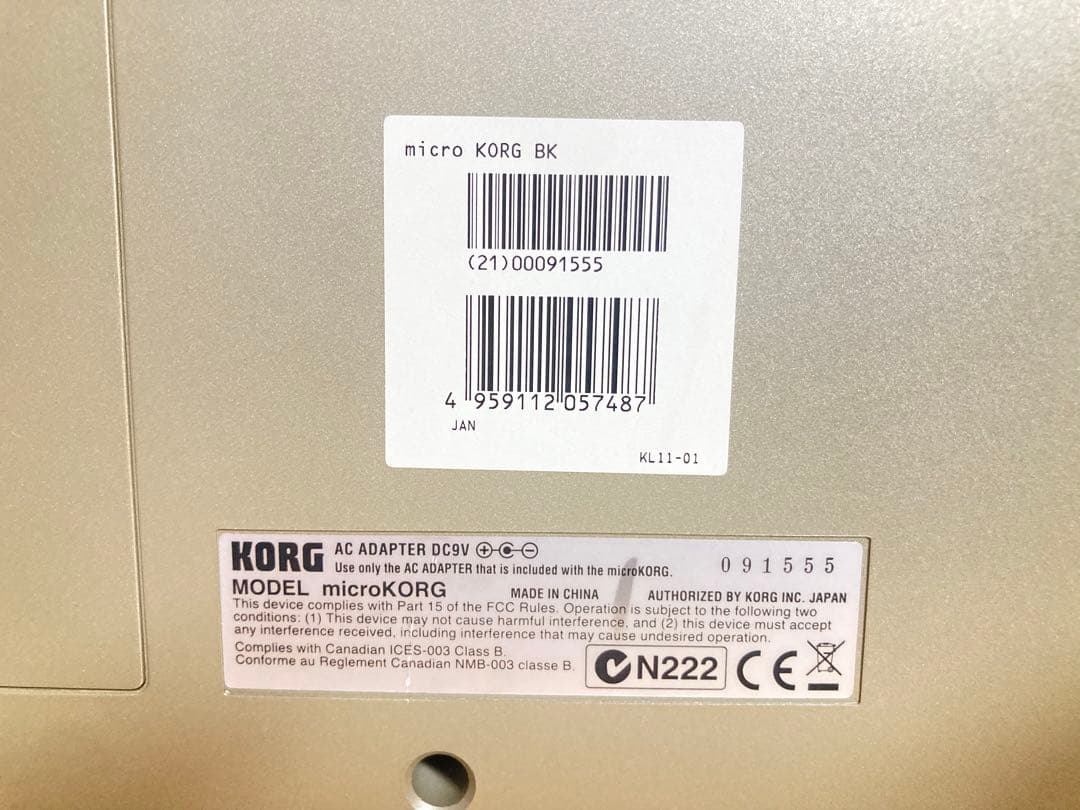 micro KORG BK
(21)00091555
4 959112 057487
JAN
KL11-01
KORG AC ADAPTER DC9V
Use only the AC ADAPTER that is included with the microKORG.
091555
MODEL microKORG MADE IN CHINA AUTHORIZED BY KORG INC. JAPAN
This device complies with Part 15 of the FCC Rules. Operation is subject to the following two
conditions: (1) This device may not cause harmful interference, and (2) this device must accept
any interference received, including interference that may cause undesired operation.
Complies with Canadian ICES-003 Class B.
Conforme au Reglement Canadien NMB-003 classe B.
N222 CE